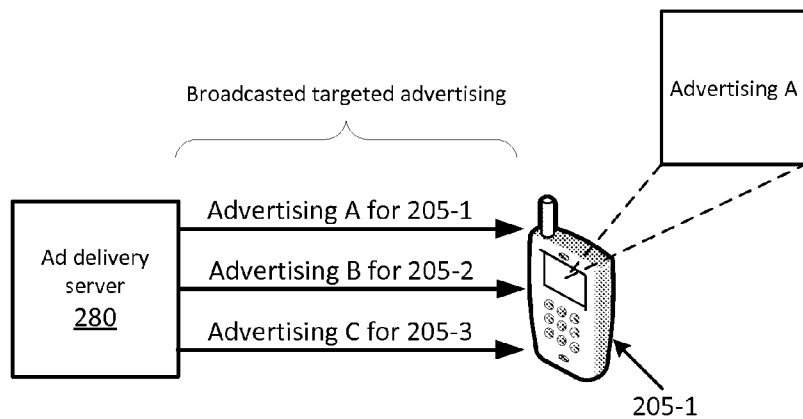 Broadcasted targeted advertising
Advertising A
Advertising A for 205-1
Ad delivery
server
280
Advertising B for 205-2
Advertising C for 205-3
205-1